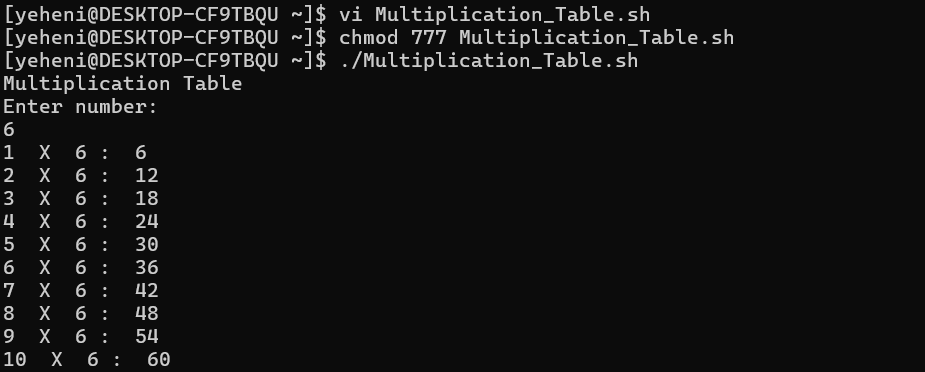 [yeheni@DESKTOP-CF9TBQU ~]$ vi Multiplication_Table.sh
[yeheni@DESKTOP-CF9TBQU ~]$ chmod 777 Multiplication_Table.sh
[yeheni@DESKTOP-CF9TBQU ~]$ ./Multiplication_Table.sh
Multiplication Table
Enter number:
6
1  X  6 :  6
2  X  6 :  12
3  X  6 :  18
4  X  6 :  24
5  X  6 :  30
6  X  6 :  36
7  X  6 :  42
8  X  6 :  48
9  X  6 :  54
10  X  6 :  60